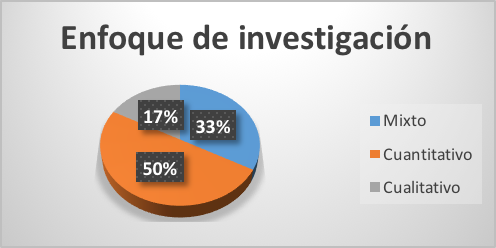 Enfoque de investigación
17%
33%
50%
Mixto
Cuantitativo
Cualitativo